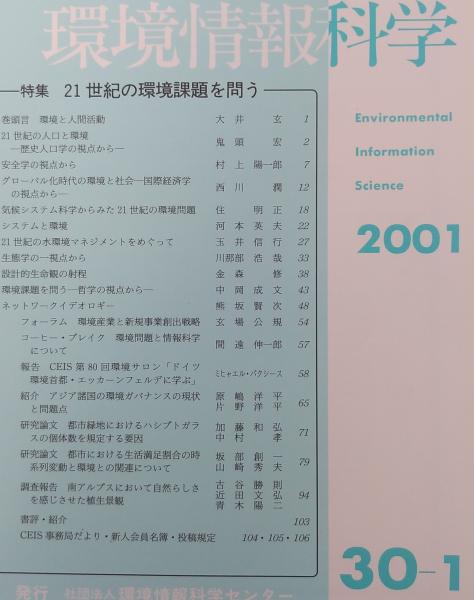 環境情報科学
特集 21世紀の環境課題を問う
Environmental
Information
Science
2001
巻頭言 環境と人間活動 大井 玄 1
21世紀の人口と環境
―歴史人口学の視点から― 鬼頭 宏 2
安全学の視点から 村上陽一郎 7
グローバル化時代の環境と社会―国際経済学
の視点から― 西川 潤 12
気候システム科学からみた21世紀の環境問題 住 明正 18
システムと環境 河本英夫 22
21世紀の水環境マネジメントをめぐって 玉井信行 27
生態学の一視点から 川那部浩哉 33
設計的生命観の射程 金森 修 38
環境課題を問う―哲学の視点から― 中岡成文 43
ネットワークイデオロギー 熊坂賢次 48
フォーラム 環境産業と新規事業創出戦略 玄場公規 54
コーヒー・ブレイク 環境問題と情報科学
について 間遠伸一郎 57
報告 CEIS第80回環境サロン「ドイツ
環境首都・エッカーンフェルデに学ぶ」 ミヒャエル・パクシース 58
紹介 アジア諸国の環境ガバナンスの現状
と問題点 原嶋洋平 片野洋平 65
研究論文 都市緑地におけるハシブトガラ
スの個体数を規定する要因 加藤和弘 中村 孝 71
研究論文 都市における生活満足割合の時
系列変動と環境との関連について 坂部創一 山崎秀夫 79
調査報告 南アルプスにおいて自然らしさ
を感じさせた植生景観 古谷勝則 近田文弘 青木陽二 94
書評・紹介 103
CEIS事務局だより・新人会員名簿・投稿規定 104・105・106
30-1
発行 社団法人 環境情報科学センター